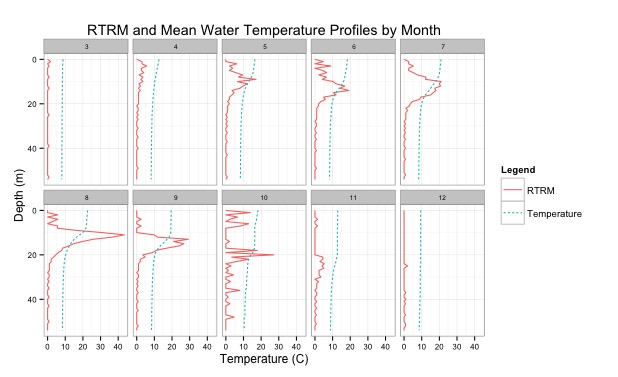 RTRM and Mean Water Temperature Profiles by Month
3 4 5 6 7
0
20
40
8 9 10 11 12
0
20
40
0 10 20 30 40 0 10 20 30 40 0 10 20 30 40 0 10 20 30 40 0 10 20 30 40
Depth (m)
Temperature (C)
Legend
RTRM
Temperature